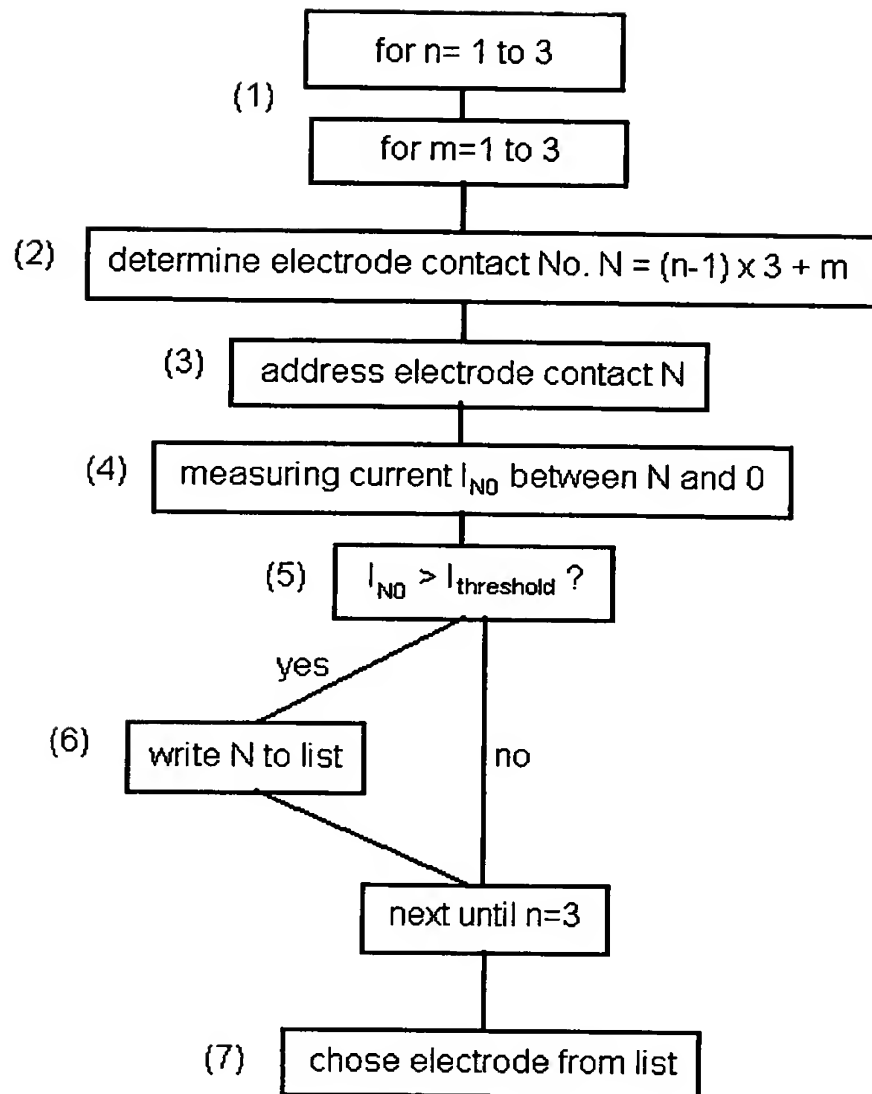 for n= 1 to 3
(1)
for m=1 to 3
(2) determine electrode contact No. N = (n-1) x 3 + m
(3) address electrode contact N
(4) measuring current I_N0 between N and 0
(5) I_N0 > I_threshold ?
yes
(6) write N to list
no
next until n=3
(7) chose electrode from list